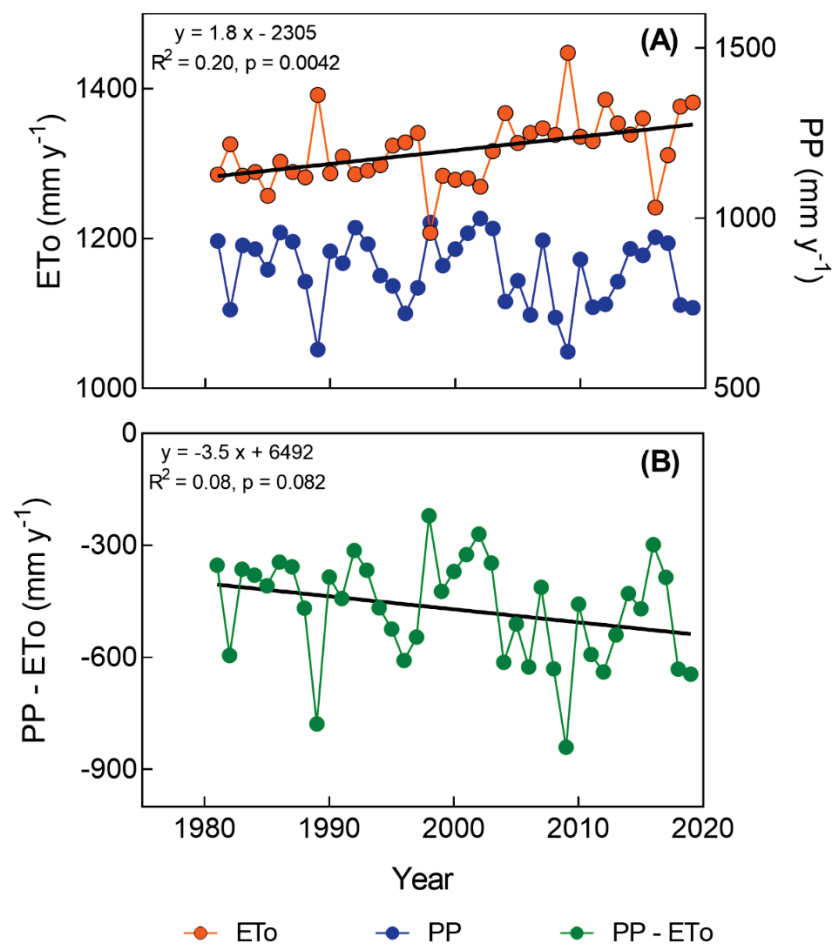 y = 1.8 x - 2305
R² = 0.20, p = 0.0042
(A)
1400
1200
1000
ETo (mm y⁻¹)
1500
1000
500
PP (mm y⁻¹)
y = -3.5 x + 6492
R² = 0.08, p = 0.082
(B)
0
-300
-600
-900
PP - ETo (mm y⁻¹)
1980 1990 2000 2010 2020
Year
ETo PP PP - ETo